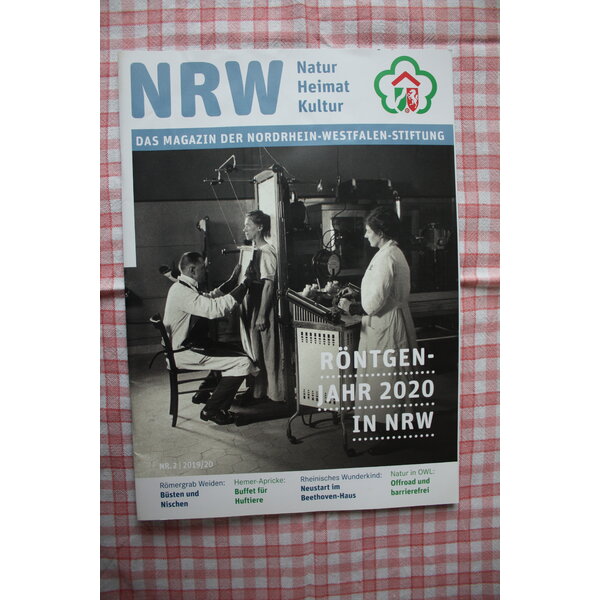 NRW
Natur
Heimat
Kultur
DAS MAGAZIN DER NORDRHEIN-WESTFALEN-STIFTUNG
RÖNTGEN-
JAHR 2020
IN NRW
NR. 2 | 2019/20
Römergrab Weiden:
Büsten und
Nischen
Hemer-Apricke:
Buffet für
Huftiere
Rheinisches Wunderkind:
Neustart im
Beethoven-Haus
Natur in OWL:
Offroad und
barrierefrei